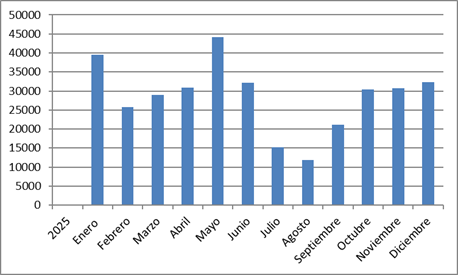 50000
45000
40000
35000
30000
25000
20000
15000
10000
5000
0
2025
Enero
Febrero
Marzo
Abril
Mayo
Junio
Julio
Agosto
Septiembre
Octubre
Noviembre
Diciembre